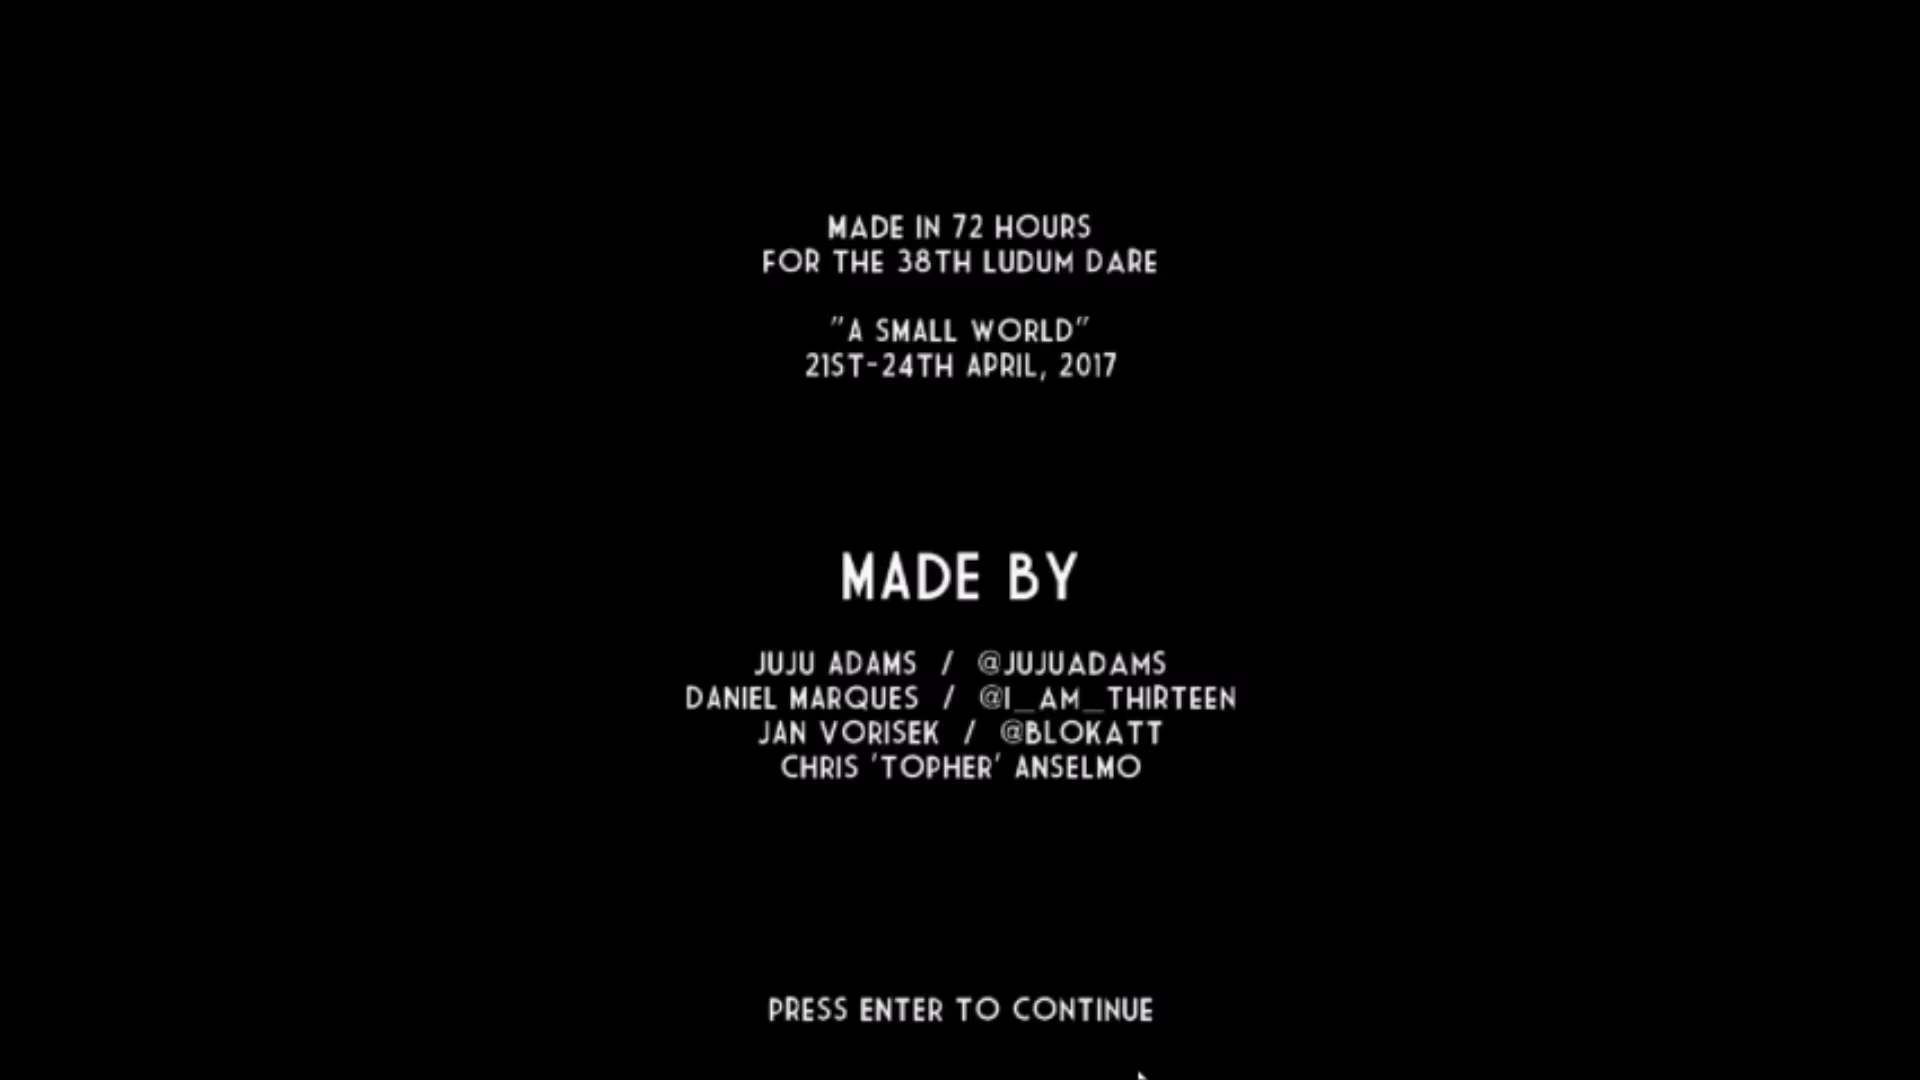 MADE IN 72 HOURS
FOR THE 38TH LUDUM DARE
"A SMALL WORLD"
21ST-24TH APRIL, 2017
MADE BY
JUJU ADAMS / @JUJUADAMS
DANIEL MARQUES / @I_AM_THIRTEEN
JAN VORISEK / @BLOKATT
CHRIS 'TOPHER' ANSELMO
PRESS ENTER TO CONTINUE